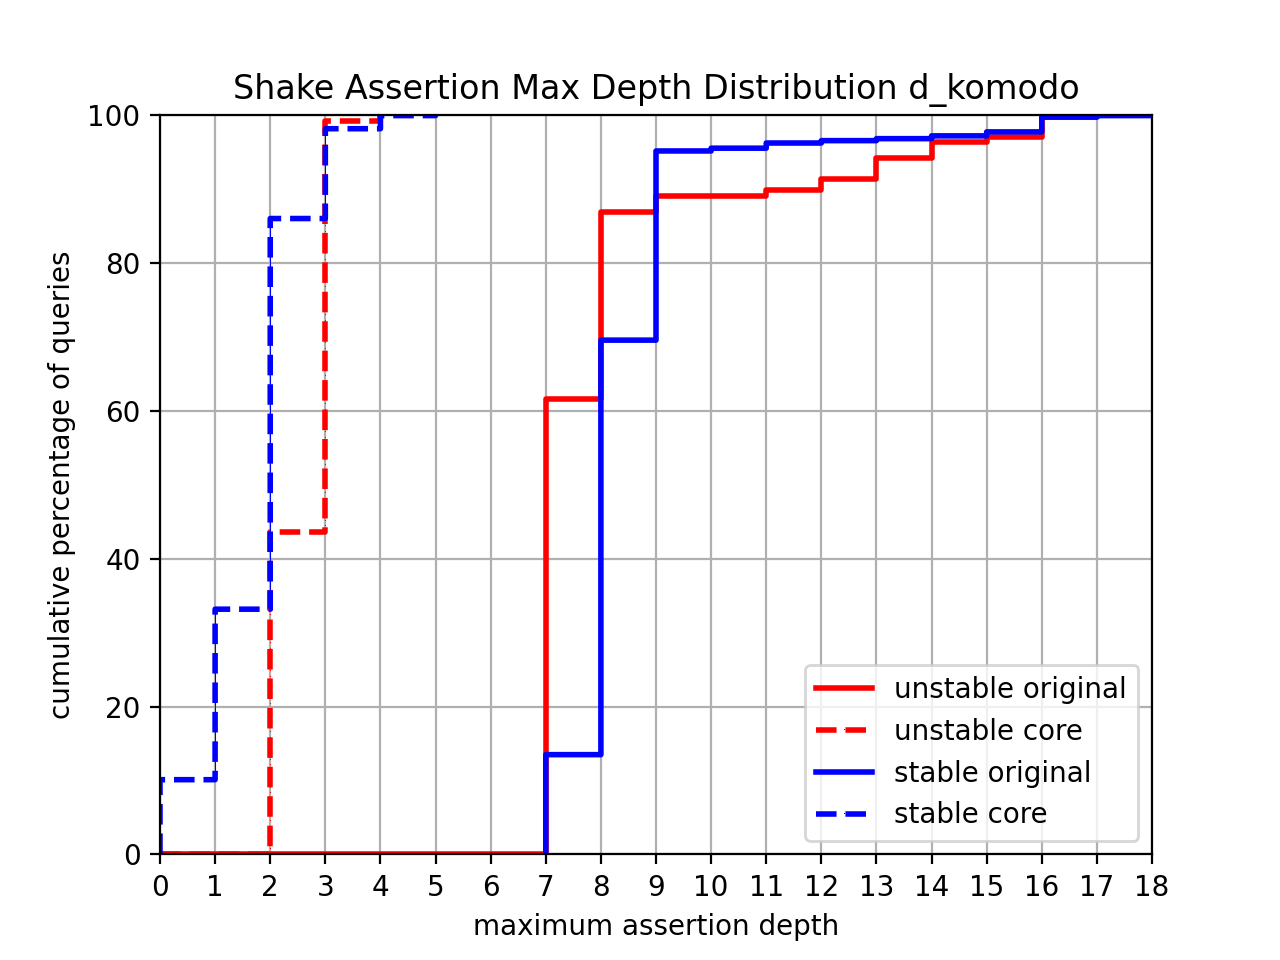 Shake Assertion Max Depth Distribution d_komodo
cumulative percentage of queries
100
80
60
40
20
0
0 1 2 3 4 5 6 7 8 9 10 11 12 13 14 15 16 17 18
maximum assertion depth
unstable original
unstable core
stable original
stable core